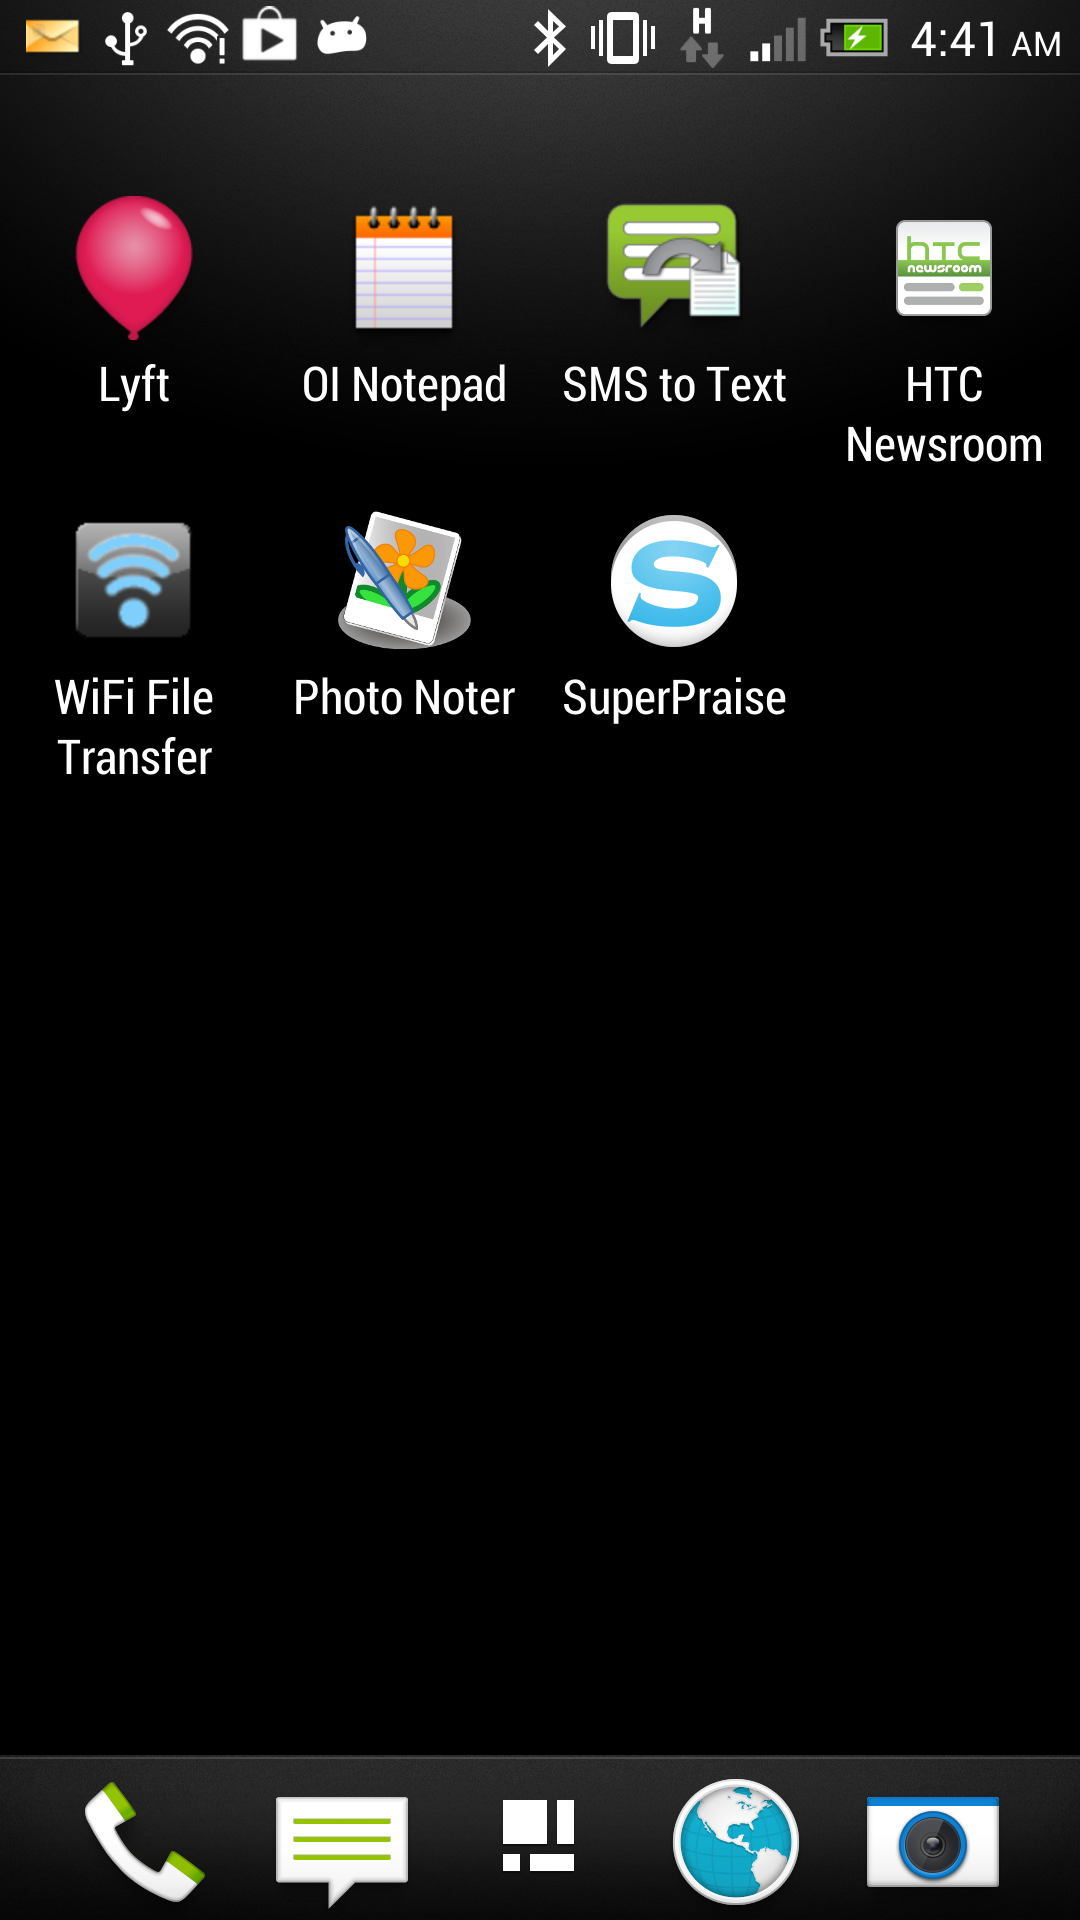 H
4:41 AM
hTC
newsroom
Lyft
OI Notepad
SMS to Text
HTC
Newsroom
S
WiFi File
Transfer
Photo Noter
SuperPraise